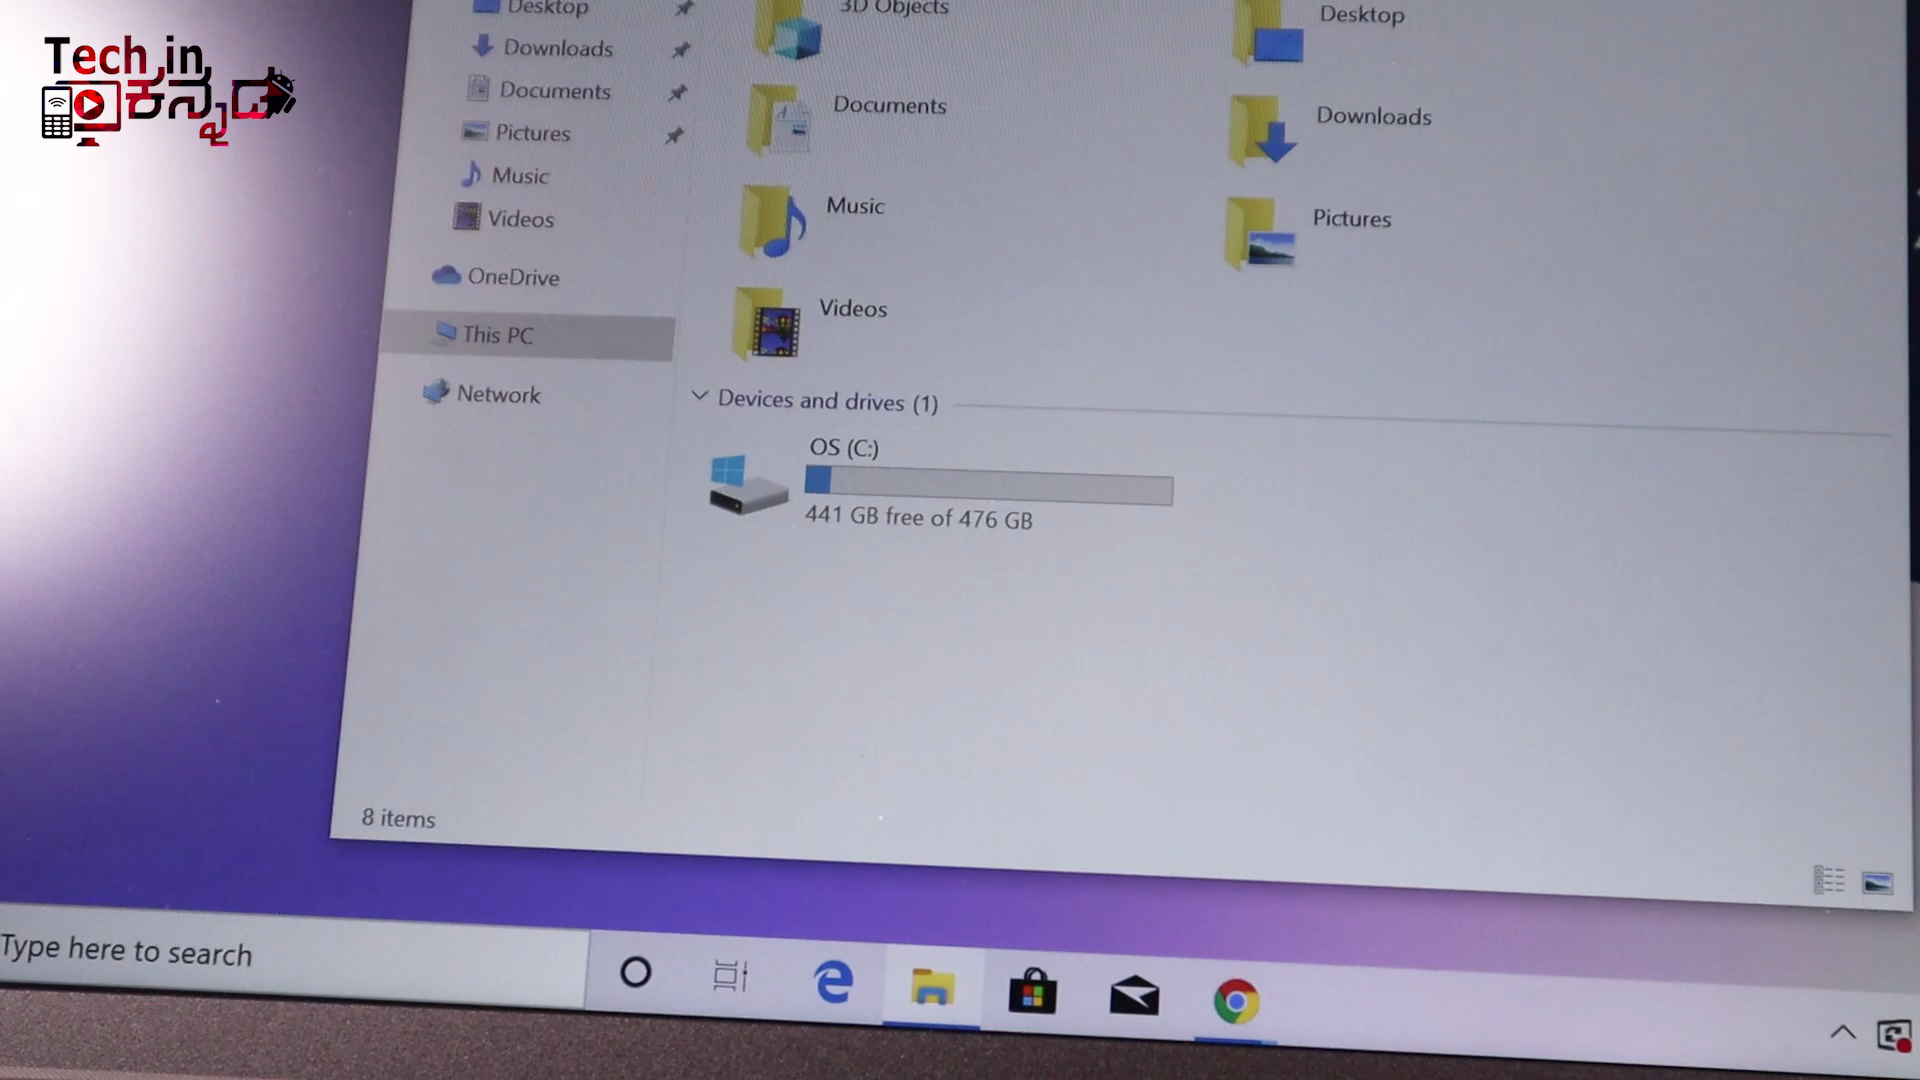 Tech in
ಕನ್ನಡ
Desktop
Downloads
Documents
Pictures
Music
Videos
OneDrive
This PC
Network
3D Objects
Desktop
Documents
Downloads
Music
Pictures
Videos
Devices and drives (1)
OS (C:)
441 GB free of 476 GB
8 items
Type here to search